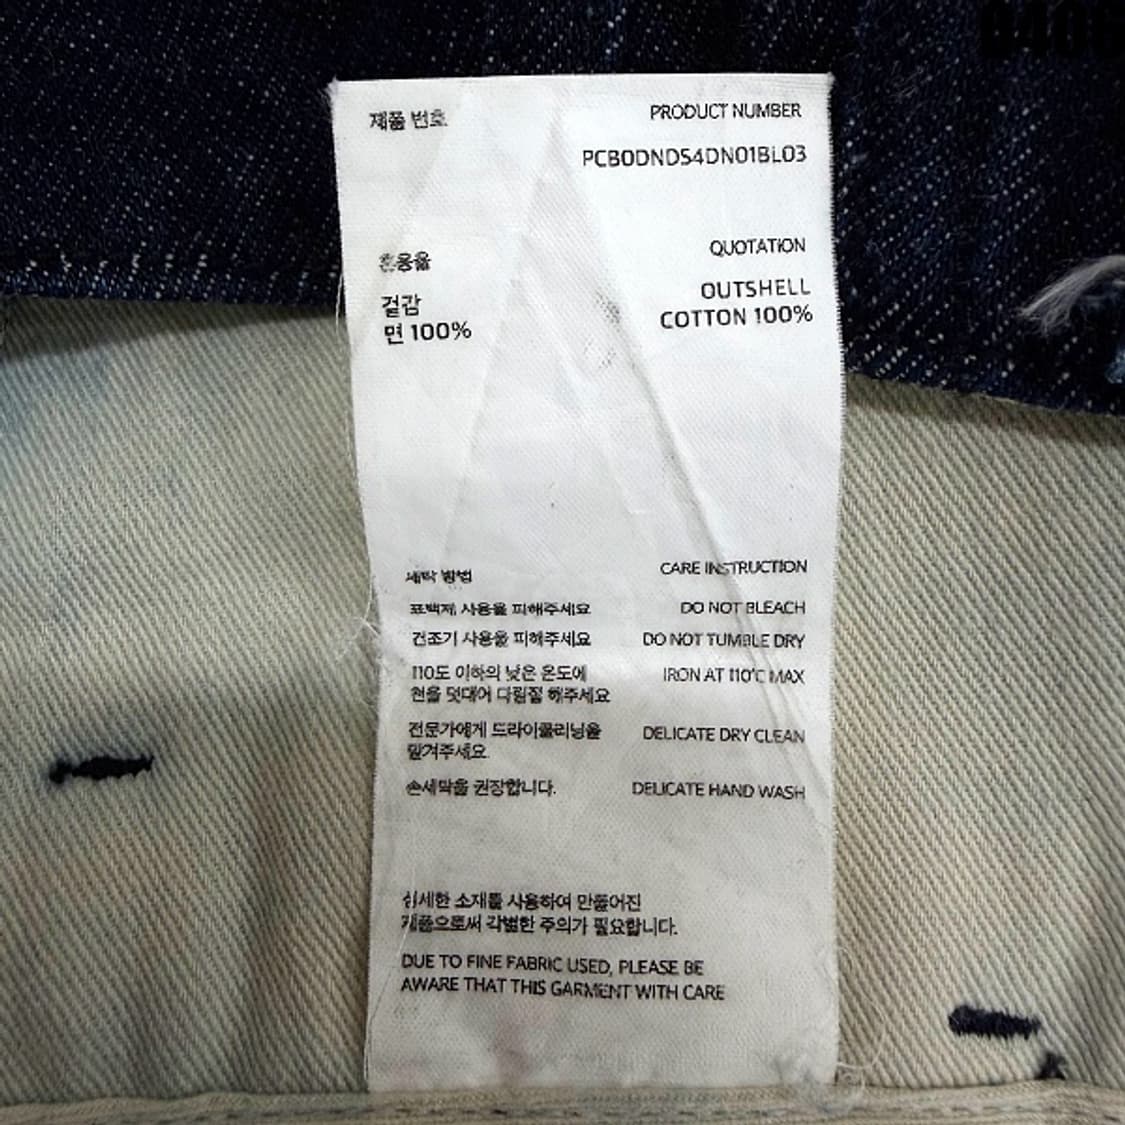 제품 번호 PRODUCT NUMBER
PCB0DNDS4DN01BL03
혼용율 QUOTATION
겉감 OUTSHELL
면 100% COTTON 100%
세탁 방법 CARE INSTRUCTION
표백제 사용을 피해주세요 DO NOT BLEACH
건조기 사용을 피해주세요 DO NOT TUMBLE DRY
110도 이하의 낮은 온도에 IRON AT 110°C MAX
천을 덧대어 다림질 해주세요
전문가에게 드라이클리닝을 DELICATE DRY CLEAN
맡겨주세요.
손세탁을 권장합니다. DELICATE HAND WASH
섬세한 소재를 사용하여 만들어진
제품으로써 각별한 주의가 필요합니다.
DUE TO FINE FABRIC USED, PLEASE BE
AWARE THAT THIS GARMENT WITH CARE